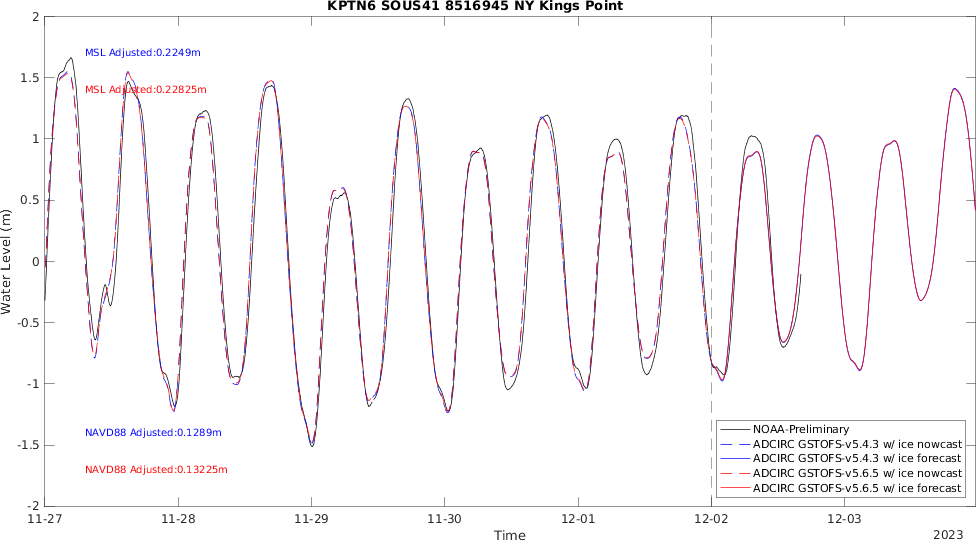 KPTN6 SOUS41 8516945 NY Kings Point
2
1.5
1
0.5
0
-0.5
-1
-1.5
-2
Water Level (m)
MSL Adjusted:0.2249m
MSL Adjusted:0.22825m
NAVD88 Adjusted:0.1289m
NAVD88 Adjusted:0.13225m
NOAA-Preliminary
ADCIRC GSTOFS-v5.4.3 w/ ice nowcast
ADCIRC GSTOFS-v5.4.3 w/ ice forecast
ADCIRC GSTOFS-v5.6.5 w/ ice nowcast
ADCIRC GSTOFS-v5.6.5 w/ ice forecast
11-27 11-28 11-29 11-30 12-01 12-02 12-03
Time
2023